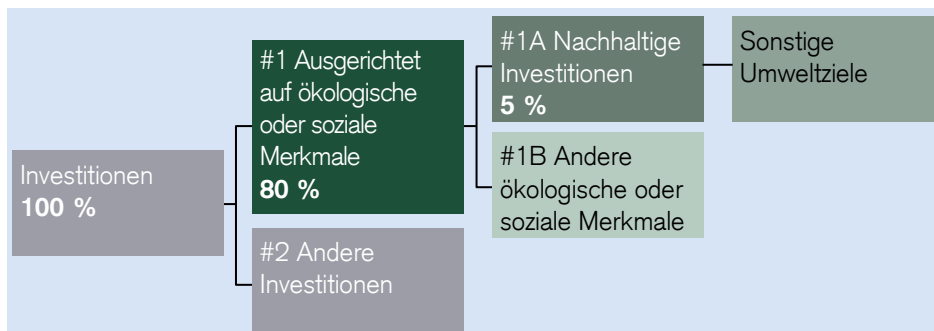 Investitionen
100 %
#1 Ausgerichtet
auf ökologische
oder soziale
Merkmale
80 %
#2 Andere
Investitionen
#1A Nachhaltige
Investitionen
5 %
#1B Andere
ökologische oder
soziale Merkmale
Sonstige
Umweltziele